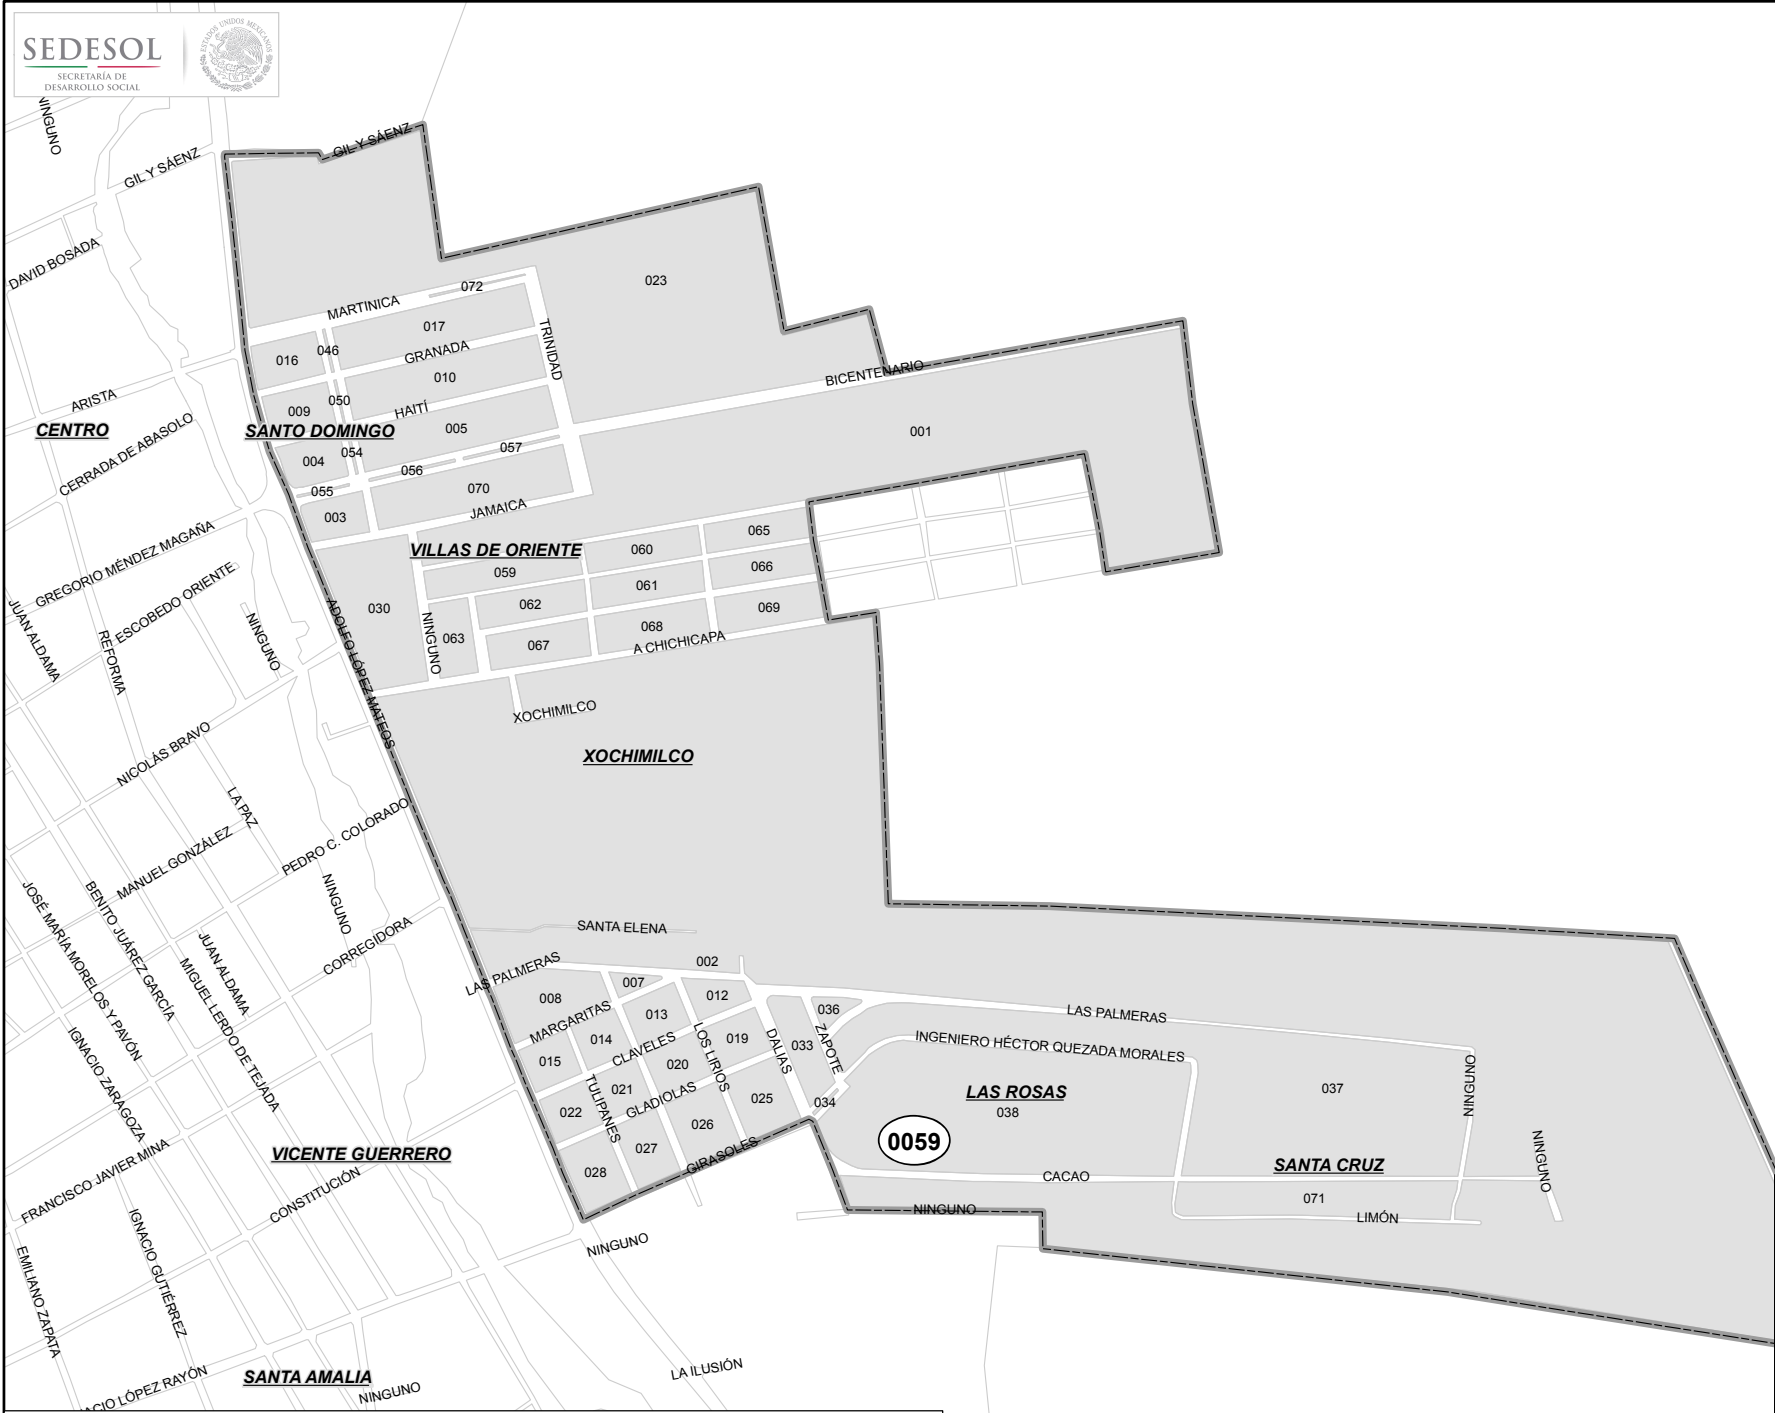 SEDESOL
SECRETARÍA DE
DESARROLLO SOCIAL
ESTADOS UNIDOS MEXICANOS
NINGUNO
GIL Y SÁENZ
GIL Y SÁENZ
DAVID BOSADA
023
072
MARTINICA
017
TRINIDAD
046
016
GRANADA
010
BICENTENARIO
ARISTA
050
009
HAITÍ
CENTRO
SANTO DOMINGO
005
001
CERRADA DE ABASOLO
057
054
004
056
055
070
003
JAMAICA
065
GREGORIO MÉNDEZ MAGAÑA
VILLAS DE ORIENTE
060
066
059
ESCOBEDO ORIENTE
061
062
069
030
JUAN ALDAMA
NINGUNO
ADOLFO LÓPEZ MATEOS
NINGUNO
063
068
067
A CHICHICAPA
REFORMA
XOCHIMILCO
NICOLÁS BRAVO
XOCHIMILCO
LA PAZ
PEDRO C. COLORADO
MANUEL GONZÁLEZ
NINGUNO
JOSÉ MARÍA MORELOS Y PAVÓN
BENITO JUÁREZ GARCÍA
SANTA ELENA
CORREGIDORA
JUAN ALDAMA
MIGUEL LERDO DE TEJADA
LAS PALMERAS
002
007
008
012
036
LAS PALMERAS
MARGARITAS
013
014
CLAVELES
LOS LIRIOS
019
DALIAS
033
ZAPOTE
INGENIERO HÉCTOR QUEZADA MORALES
015
020
IGNACIO ZARAGOZA
021
TULIPANES
GLADIOLAS
025
034
LAS ROSAS
037
NINGUNO
022
038
026
0059
027
GIRASOLES
VICENTE GUERRERO
028
SANTA CRUZ
NINGUNO
FRANCISCO JAVIER MINA
CONSTITUCIÓN
CACAO
071
NINGUNO
LIMÓN
IGNACIO GUTIÉRREZ
EMILIANO ZAPATA
NINGUNO
LA ILUSIÓN
SANTA AMALIA
ACIO LÓPEZ RAYÓN
NINGUNO